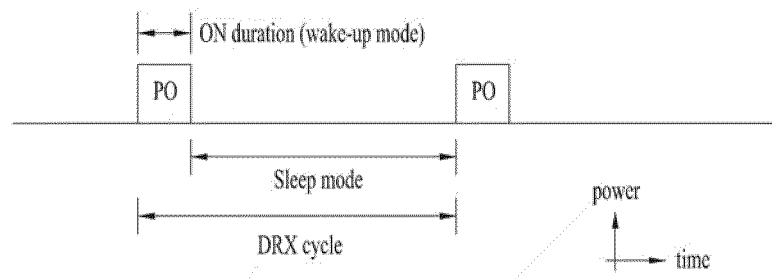 ON duration (wake-up mode)
PO
PO
Sleep mode
DRX cycle
power
time